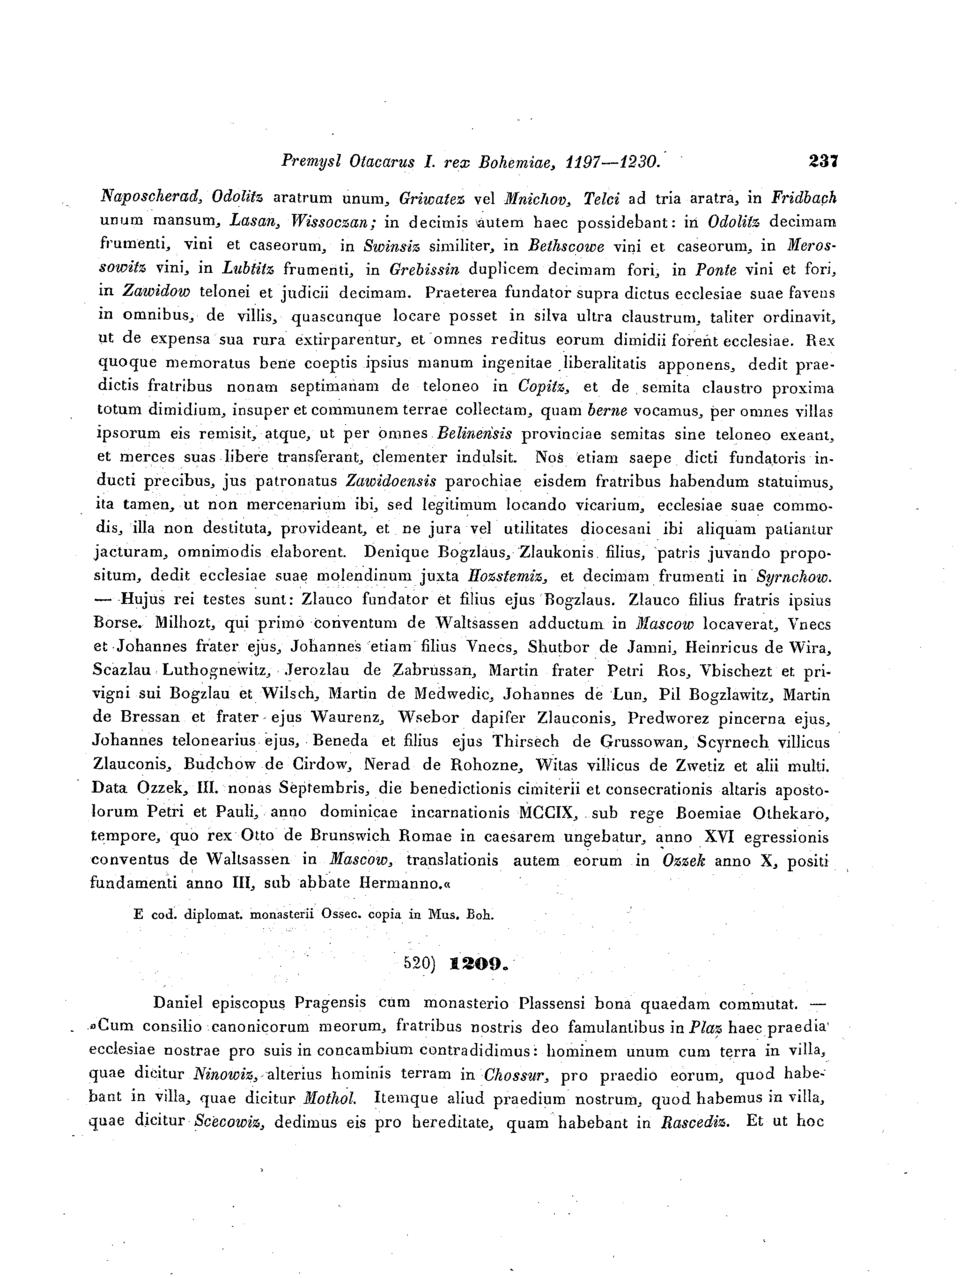 Premysl Otacarus I. rex Bohemiae, 1197—1230. 237
Naposcherad, Odolitz aratrum unum, Griwatez vel Mnichov, Telci ad tria aratra, in Fridbach
unum mansum, Lasan, Wissoczan; in decimis autem haec possidebant: in Odolitz decimam
frumenti, vini et caseorum, in Swinsiz similiter, in Bethscowe vini et caseorum, in Meros-
sowitz vini, in Lubtitz frumenti, in Grebissin duplicem decimam fori, in Ponte vini et fori,
in Zawidow telonei et judicii decimam. Praeterea fundator supra dictus ecclesiae suae favens
in omnibus, de villis, quascunque locare posset in silva ultra claustrum, taliter ordinavit,
ut de expensa sua rura extirparentur, et omnes reditus eorum dimidii forent ecclesiae. Rex
quoque memoratus bene coeptis ipsius manum ingenitae liberalitatis apponens, dedit prae-
dictis fratribus nonam septimanam de teloneo in Copitz, et de semita claustro proxima
totum dimidium, insuper et communem terrae collectam, quam berne vocamus, per omnes villas
ipsorum eis remisit, atque, ut per omnes Belinensis provinciae semitas sine teloneo exeant,
et merces suas libere transferant, clementer indulsit. Nos etiam saepe dicti fundatoris in-
ducti precibus, jus patronatus Zawidoensis parochiae eisdem fratribus habendum statuimus,
ita tamen, ut non mercenarium ibi, sed legitimum locando vicarium, ecclesiae suae commo-
dis, illa non destituta, provideant, et ne jura vel utilitates diocesani ibi aliquam patiantur
jacturam, omnimodis elaborent. Denique Bogzlaus, Zlaukonis filius, patris juvando propo-
situm, dedit ecclesiae suae molendinum juxta Hozstemiz, et decimam frumenti in Syrnchow.
— Hujus rei testes sunt: Zlauco fundator et filius ejus Bogzlaus. Zlauco filius fratris ipsius
Borse. Milhozt, qui primo conventum de Waltsassen adductum in Mascow locaverat, Vnecs
et Johannes frater ejus, Johannes etiam filius Vnecs, Shutbor de Jamni, Heinricus de Wira,
Scazlau Luthognewitz, Jerozlau de Zabrussan, Martin frater Petri Ros, Vbischezt et pri-
vigni sui Bogzlau et Wilsch, Martin de Medwedic, Johannes de Lun, Pil Bogzlawitz, Martin
de Bressan et frater ejus Waurenz, Wsebor dapifer Zlauconis, Predworez pincerna ejus,
Johannes telonearius ejus, Beneda et filius ejus Thirsech de Grussowan, Scyrnech villicus
Zlauconis, Budchow de Cirdow, Nerad de Rohozne, Witas villicus de Zwetiz et alii multi.
Data Ozzek, III. nonas Septembris, die benedictionis cimiterii et consecrationis altaris aposto-
lorum Petri et Pauli, anno dominicae incarnationis MCCIX, sub rege Boemiae Othekaro,
tempore, quo rex Otto de Brunswich Romae in caesarem ungebatur, anno XVI egressionis
conventus de Waltsassen in Mascow, translationis autem eorum in Ozzek anno X, positi
fundamenti anno III, sub abbate Hermanno.«
E cod. diplomat. monasterii Ossec. copia in Mus. Boh.
520) 1209.
Daniel episcopus Pragensis cum monasterio Plassensi bona quaedam commutat. —
»Cum consilio canonicorum meorum, fratribus nostris deo famulantibus in Plaz haec praedia
ecclesiae nostrae pro suis in concambium contradidimus: hominem unum cum terra in villa,
quae dicitur Ninowiz, alterius hominis terram in Chossur, pro praedio eorum, quod habe-
bant in villa, quae dicitur Mothol. Itemque aliud praedium nostrum, quod habemus in villa,
quae dicitur Scecowiz, dedimus eis pro hereditate, quam habebant in Rascediz. Et ut hoc